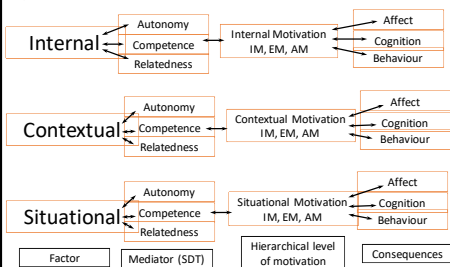 Autonomy
Internal
Competence
Relatedness
Internal Motivation
IM, EM, AM
Affect
Cognition
Behaviour
Autonomy
Contextual
Competence
Relatedness
Contextual Motivation
IM, EM, AM
Affect
Cognition
Behaviour
Autonomy
Situational
Competence
Relatedness
Situational Motivation
IM, EM, AM
Affect
Cognition
Behaviour
Factor
Mediator (SDT)
Hierarchical level
of motivation
Consequences